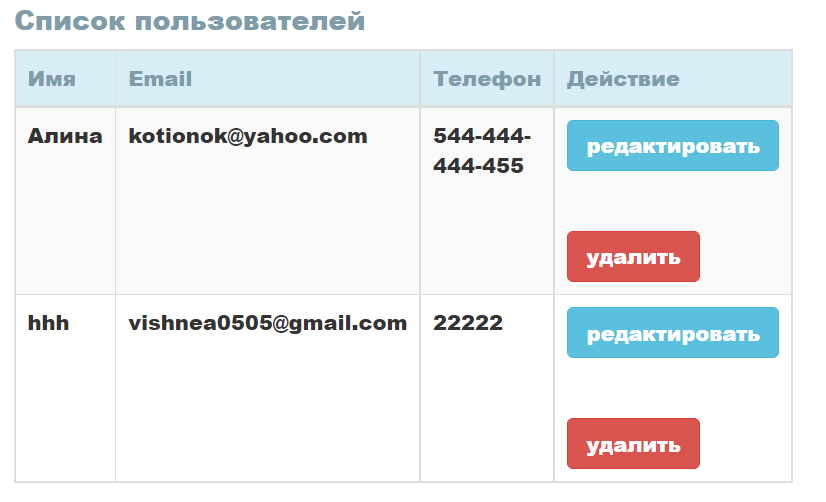 Список пользователей
Имя Email Телефон Действие
Алина kotionok@yahoo.com 544-444- редактировать
444-455
удалить
hhh vishnea0505@gmail.com 22222 редактировать
удалить